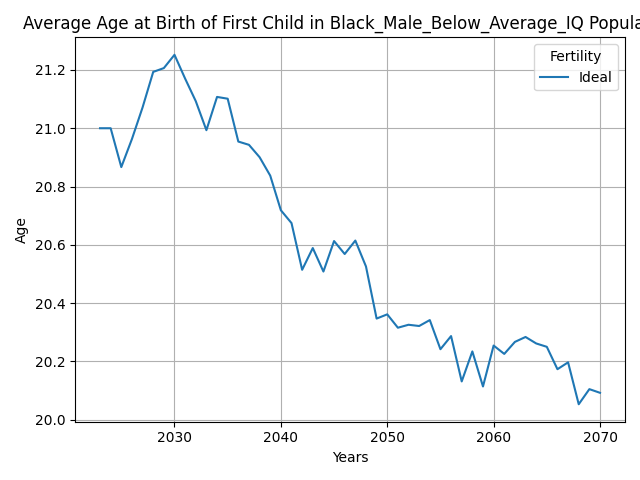 Average Age at Birth of First Child in Black_Male_Below_Average_IQ Popula
Fertility
Ideal
21.2
21.0
20.8
20.6
20.4
20.2
20.0
Age
2030 2040 2050 2060 2070
Years